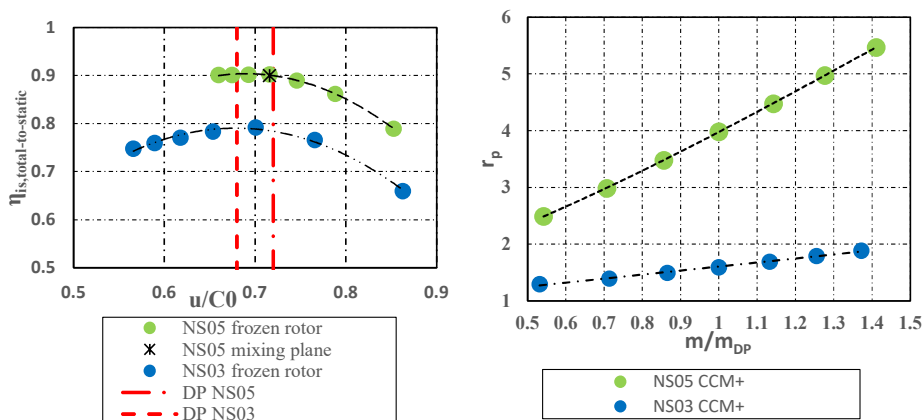 η_is,total-to-static
1
0.9
0.8
0.7
0.6
0.5
0.5 0.6 0.7 0.8 0.9
u/C0
NS05 frozen rotor
NS05 mixing plane
NS03 frozen rotor
DP NS05
DP NS03
r_p
6
5
4
3
2
1
0.5 0.6 0.7 0.8 0.9 1 1.1 1.2 1.3 1.4 1.5
m/m_DP
NS05 CCM+
NS03 CCM+